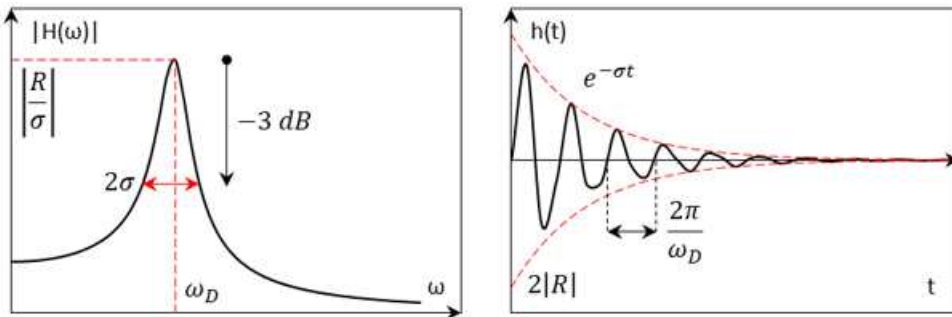 |H(ω)|
|R/σ|
−3 dB
2σ
ω_D
ω
h(t)
e^{−σt}
2π/ω_D
2|R|
t